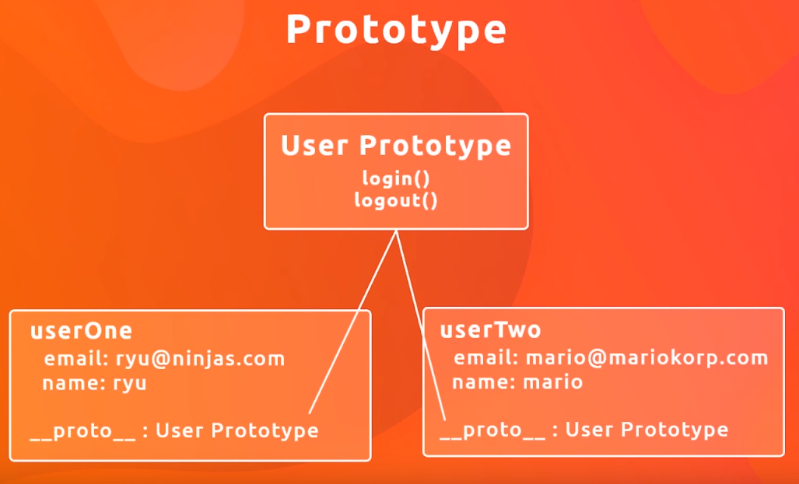 Prototype
User Prototype
login()
logout()
userOne
email: ryu@ninjas.com
name: ryu
__proto__ : User Prototype
userTwo
email: mario@mariokorp.com
name: mario
__proto__ : User Prototype